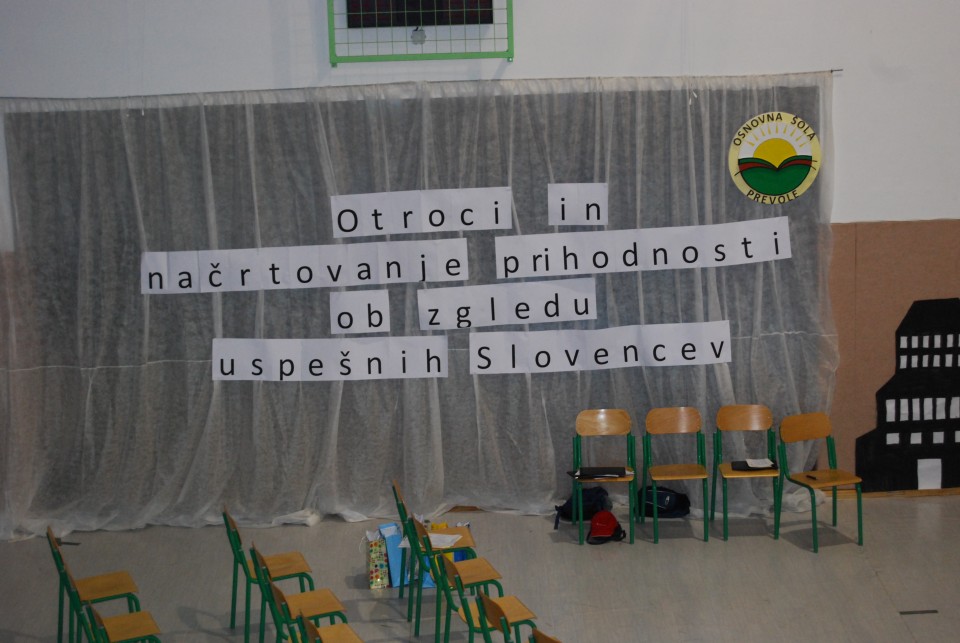 OSNOVNA ŠOLA
PREVOLE
Otroci in
načrtovanje prihodnosti
ob zgledu
uspešnih Slovencev